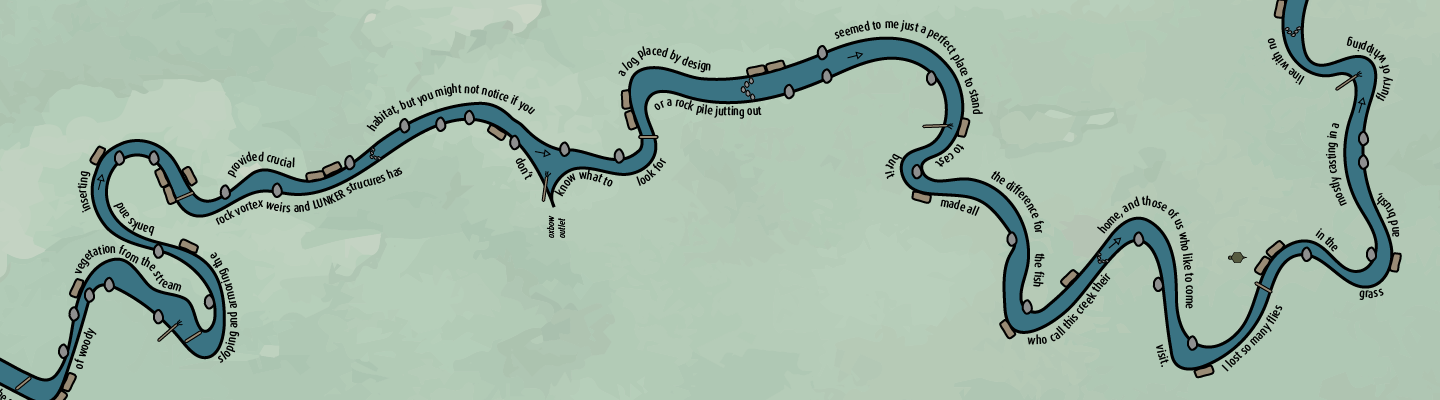 of woody
vegetation from the stream
sloping and armoring the
banks and
inserting
rock vortex weirs and LUNKER strucures has
provided crucial
habitat, but you might not notice if you
don't
know what to
look for
a log placed by design
or a rock pile jutting out
seemed to me just a perfect place to stand
to cast
but it
made all
the difference for
the fish
who call this creek their
home, and those of us who like to come
visit.
I lost so many flies
in the
grass
and brush,
mostly casting in a
flurry of whipping
line with no
oxbow
outlet